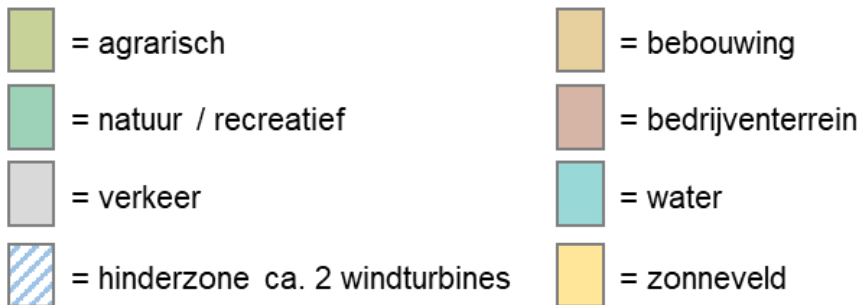 = agrarisch
= bebouwing
= natuur / recreatief
= bedrijventerrein
= verkeer
= water
= hinderzone ca. 2 windturbines
= zonneveld